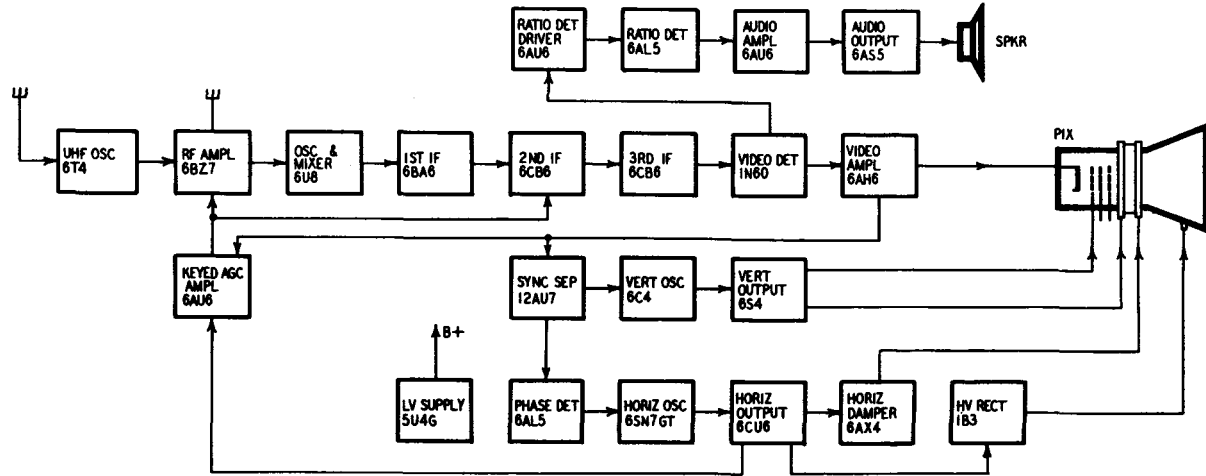 RATIO DET
DRIVER
6AU6
RATIO DET
6AL5
AUDIO
AMPL
6AU6
AUDIO
OUTPUT
6AS5
SPKR
UHF OSC
6T4
RF AMPL
6BZ7
OSC &
MIXER
6U8
1ST IF
6BA6
2ND IF
6CB6
3RD IF
6CB6
VIDEO DET
1N60
VIDEO
AMPL
6AH6
PIX
KEYED AGC
AMPL
6AU6
SYNC SEP
12AU7
VERT OSC
6C4
VERT
OUTPUT
6S4
B+
LV SUPPLY
5U4G
PHASE DET
6AL5
HORIZ OSC
6SN7GT
HORIZ
OUTPUT
6CU6
HORIZ
DAMPER
6AX4
HV RECT
1B3